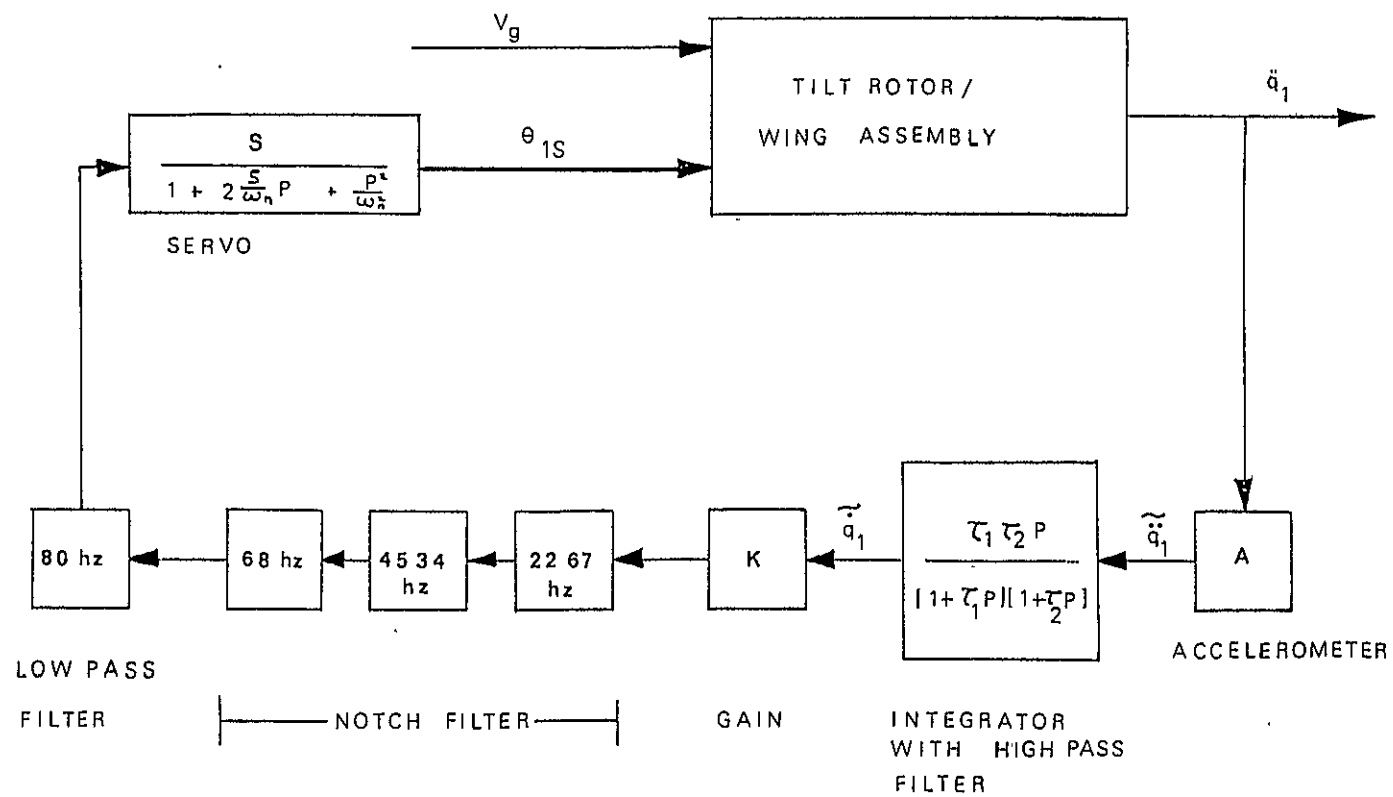 V_g
TILT ROTOR /
WING ASSEMBLY
q̈_1
S
1 + 2 ζ/ω_n P + P²/ω_n²
SERVO
θ_1S
80 hz
68 hz
45 34
hz
22 67
hz
K
q̇̃_1
τ_1 τ_2 P
[1+ τ_1 P][1+ τ_2 P]
q̈̃_1
A
LOW PASS
FILTER
NOTCH FILTER
GAIN
INTEGRATOR
WITH HIGH PASS
FILTER
ACCELEROMETER